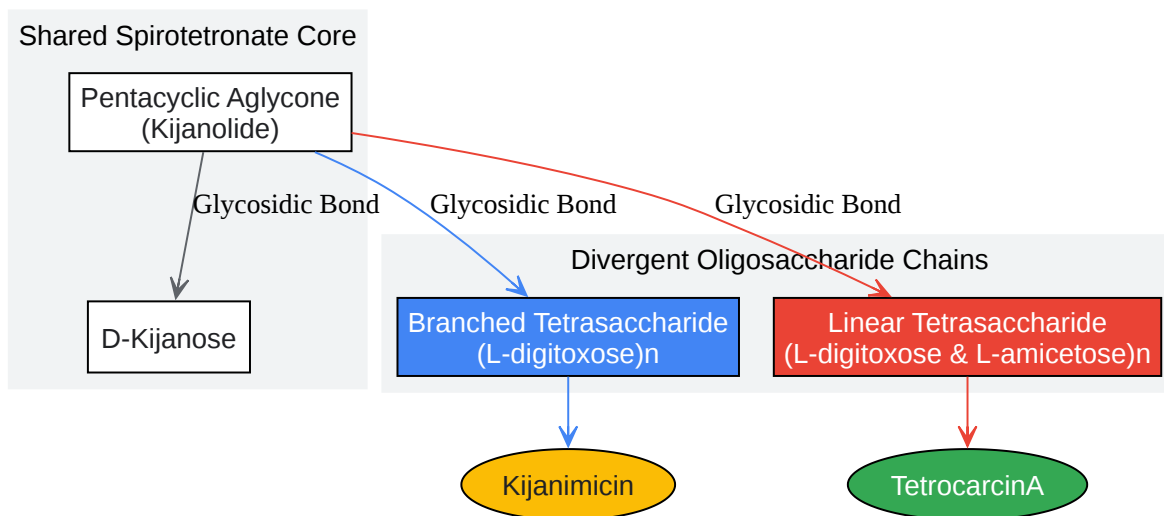 Shared Spirotetronate Core
Pentacyclic Aglycone
(Kijanolide)
Glycosidic Bond
Glycosidic Bond
Glycosidic Bond
Divergent Oligosaccharide Chains
D-Kijanose
Branched Tetrasaccharide
(L-digitoxose)n
Linear Tetrasaccharide
(L-digitoxose & L-amicetose)n
Kijanimicin
TetrocarcinA